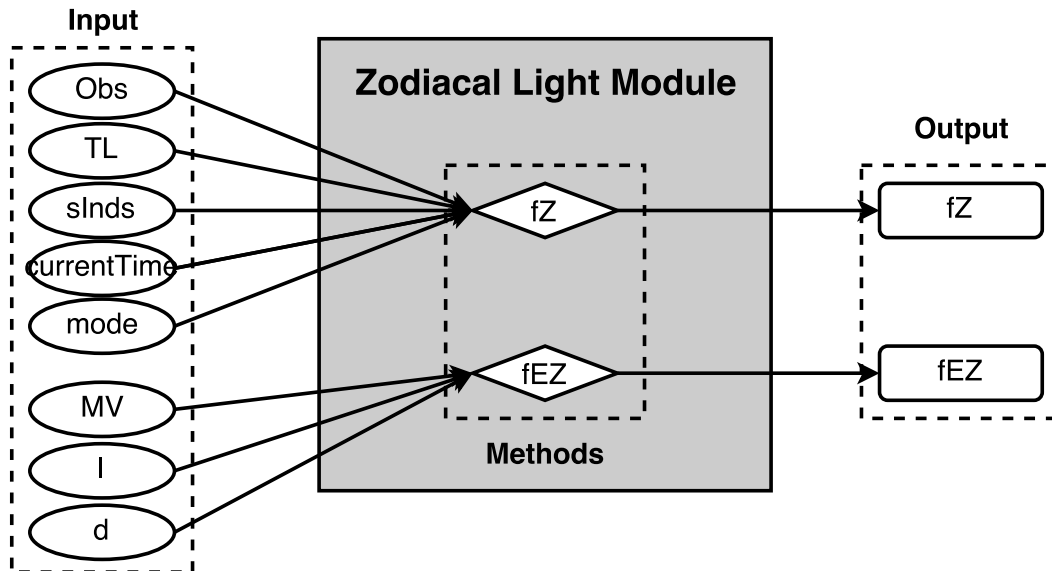 Input
Obs
TL
sInds
currentTime
mode
MV
I
d
Zodiacal Light Module
fZ
fEZ
Methods
Output
fZ
fEZ